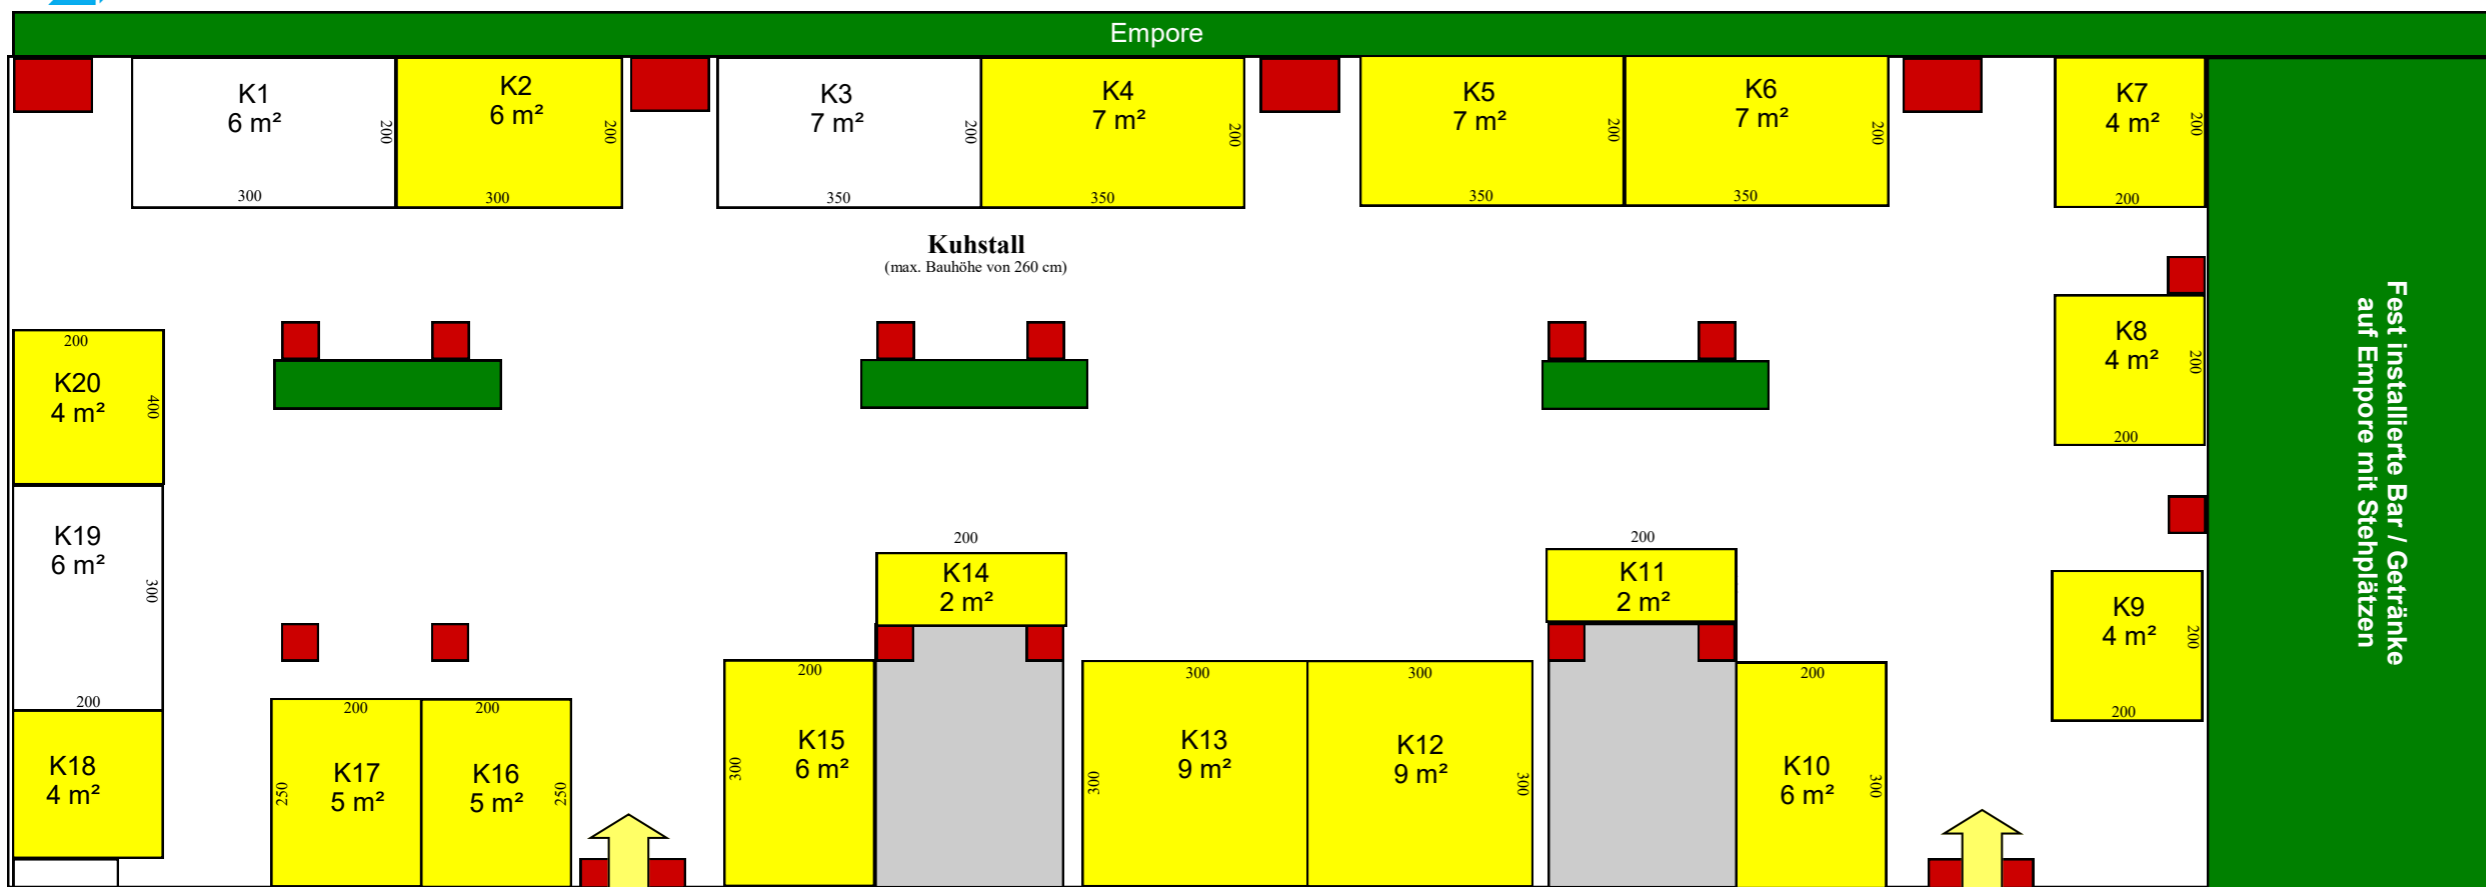 Empore
K1
6 m²
200
300
K2
6 m²
200
300
K3
7 m²
200
350
K4
7 m²
200
350
K5
7 m²
200
350
K6
7 m²
200
350
K7
4 m²
200
200
Kuhstall
(max. Bauhöhe von 260 cm)
K8
4 m²
200
200
Fest installierte Bar / Getränke
auf Empore mit Stehplätzen
200
K20
4 m²
400
K19
6 m²
300
200
K18
4 m²
200
K17
5 m²
250
200
K16
5 m²
250
200
K15
6 m²
300
200
K14
2 m²
300
K13
9 m²
300
300
K12
9 m²
300
200
K11
2 m²
200
K10
6 m²
300
K9
4 m²
200
200